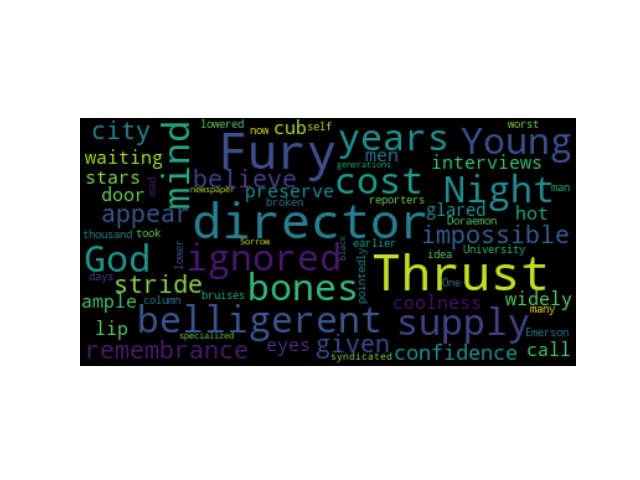 city lowered now cub self years Young worst
waiting mind Fury men interviews
stars mad newspaper believe generations cost Night man
door preserve reporters
appear director broken glared Doraemon hot
thousand took Sorrow black earlier impossible
God lower ignored pointedly idea University
days stride bones Thrust One
ample column bruises coolness widely
lip belligerent supply many
specialized Emerson
remembrance eyes given syndicated confidence call